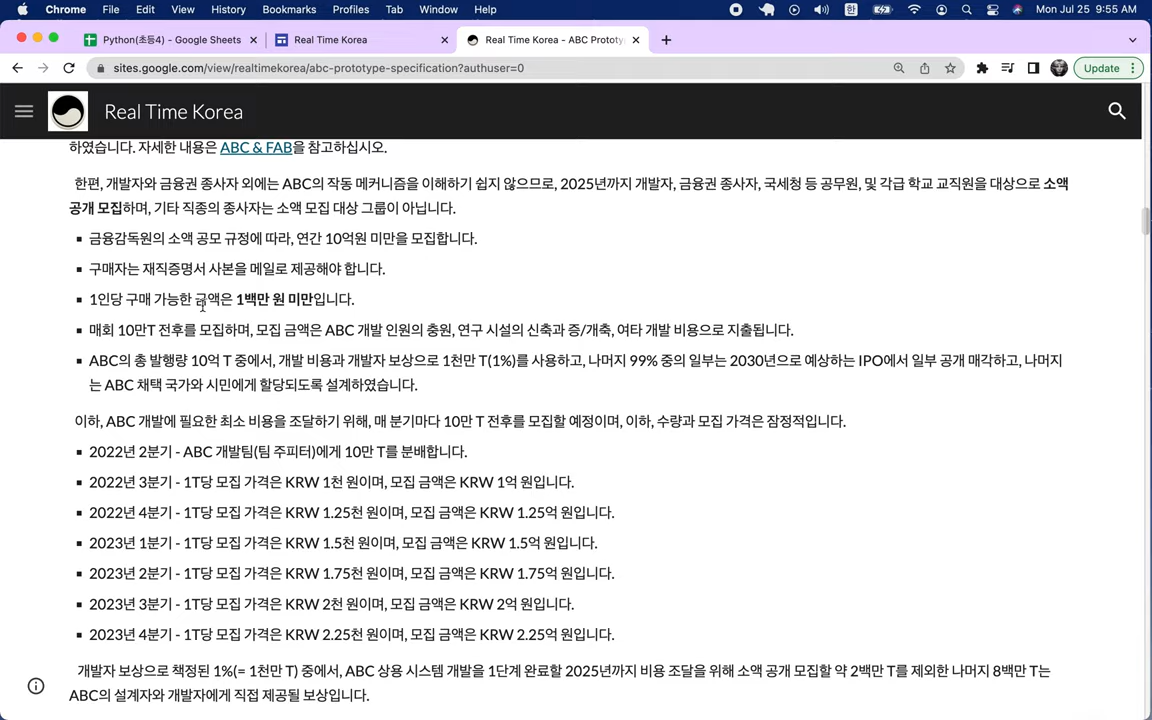 Chrome File Edit View History Bookmarks Profiles Tab Window Help 한 Mon Jul 25 9:55 AM
Python(초등4) - Google Sheets Real Time Korea Real Time Korea - ABC Prototy
sites.google.com/view/realtimekorea/abc-prototype-specification?authuser=0 Update
Real Time Korea
하였습니다. 자세한 내용은 ABC & FAB을 참고하십시오.
한편, 개발자와 금융권 종사자 외에는 ABC의 작동 메커니즘을 이해하기 쉽지 않으므로, 2025년까지 개발자, 금융권 종사자, 국세청 등 공무원, 및 각급 학교 교직원을 대상으로 소액
공개 모집하며, 기타 직종의 종사자는 소액 모집 대상 그룹이 아닙니다.
▪ 금융감독원의 소액 공모 규정에 따라, 연간 10억원 미만을 모집합니다.
▪ 구매자는 재직증명서 사본을 메일로 제공해야 합니다.
▪ 1인당 구매 가능한 금액은 1백만 원 미만입니다.
▪ 매회 10만T 전후를 모집하며, 모집 금액은 ABC 개발 인원의 충원, 연구 시설의 신축과 증/개축, 여타 개발 비용으로 지출됩니다.
▪ ABC의 총 발행량 10억 T 중에서, 개발 비용과 개발자 보상으로 1천만 T(1%)를 사용하고, 나머지 99% 중의 일부는 2030년으로 예상하는 IPO에서 일부 공개 매각하고, 나머지
는 ABC 채택 국가와 시민에게 할당되도록 설계하였습니다.
이하, ABC 개발에 필요한 최소 비용을 조달하기 위해, 매 분기마다 10만 T 전후를 모집할 예정이며, 이하, 수량과 모집 가격은 잠정적입니다.
▪ 2022년 2분기 - ABC 개발팀(팀 주피터)에게 10만 T를 분배합니다.
▪ 2022년 3분기 - 1T당 모집 가격은 KRW 1천 원이며, 모집 금액은 KRW 1억 원입니다.
▪ 2022년 4분기 - 1T당 모집 가격은 KRW 1.25천 원이며, 모집 금액은 KRW 1.25억 원입니다.
▪ 2023년 1분기 - 1T당 모집 가격은 KRW 1.5천 원이며, 모집 금액은 KRW 1.5억 원입니다.
▪ 2023년 2분기 - 1T당 모집 가격은 KRW 1.75천 원이며, 모집 금액은 KRW 1.75억 원입니다.
▪ 2023년 3분기 - 1T당 모집 가격은 KRW 2천 원이며, 모집 금액은 KRW 2억 원입니다.
▪ 2023년 4분기 - 1T당 모집 가격은 KRW 2.25천 원이며, 모집 금액은 KRW 2.25억 원입니다.
개발자 보상으로 책정된 1%(= 1천만 T) 중에서, ABC 상용 시스템 개발을 1단계 완료할 2025년까지 비용 조달을 위해 소액 공개 모집할 약 2백만 T를 제외한 나머지 8백만 T는
ABC의 설계자와 개발자에게 직접 제공될 보상입니다.